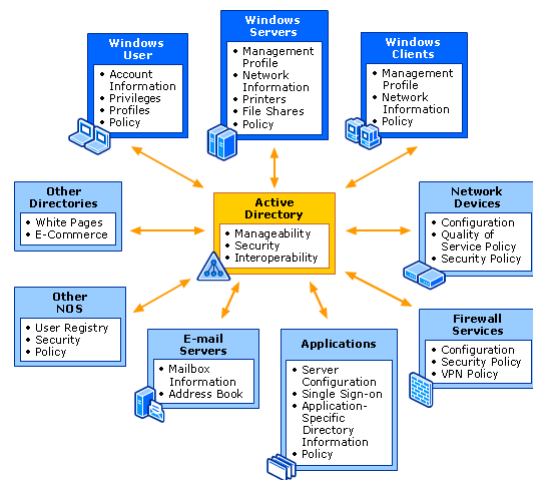 Windows
User
• Account
Information
• Privileges
• Profiles
• Policy
Windows
Servers
• Management
Profile
• Network
Information
• Printers
• File Shares
• Policy
Windows
Clients
• Management
Profile
• Network
Information
• Policy
Other
Directories
• White Pages
• E-Commerce
Active
Directory
• Manageability
• Security
• Interoperability
Network
Devices
• Configuration
• Quality of
Service Policy
• Security Policy
Other
NOS
• User Registry
• Security
• Policy
E-mail
Servers
• Mailbox
Information
• Address Book
Applications
• Server
Configuration
• Single Sign-on
• Application-
Specific
Directory
Information
• Policy
Firewall
Services
• Configuration
• Security Policy
• VPN Policy